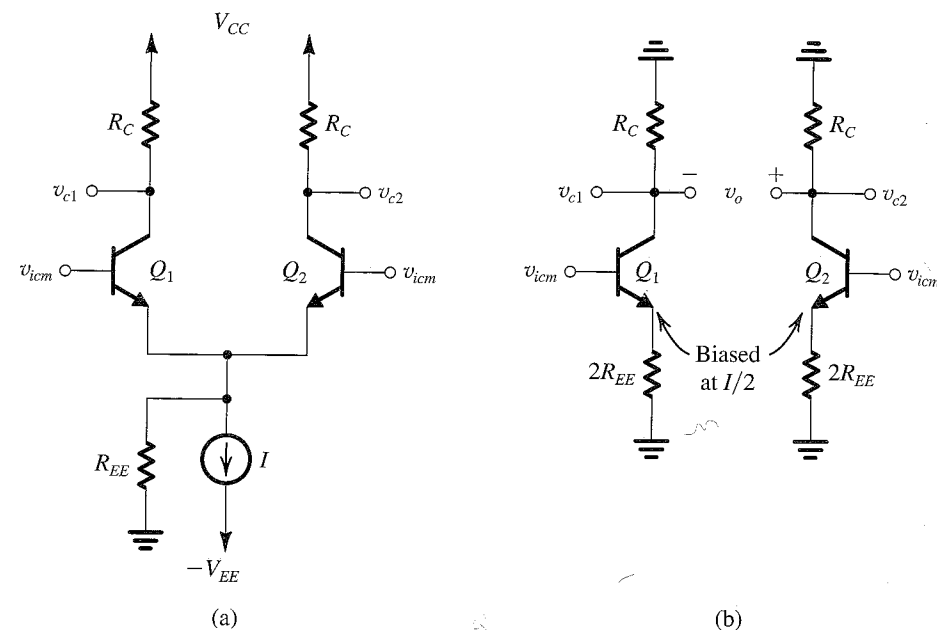 V_CC
R_C
R_C
R_C
R_C
v_c1
v_c2
v_c1
−
v_o
+
v_c2
v_icm
Q_1
Q_2
v_icm
v_icm
Q_1
Q_2
v_icm
Biased
at I/2
2R_EE
2R_EE
R_EE
I
−V_EE
(a)
(b)